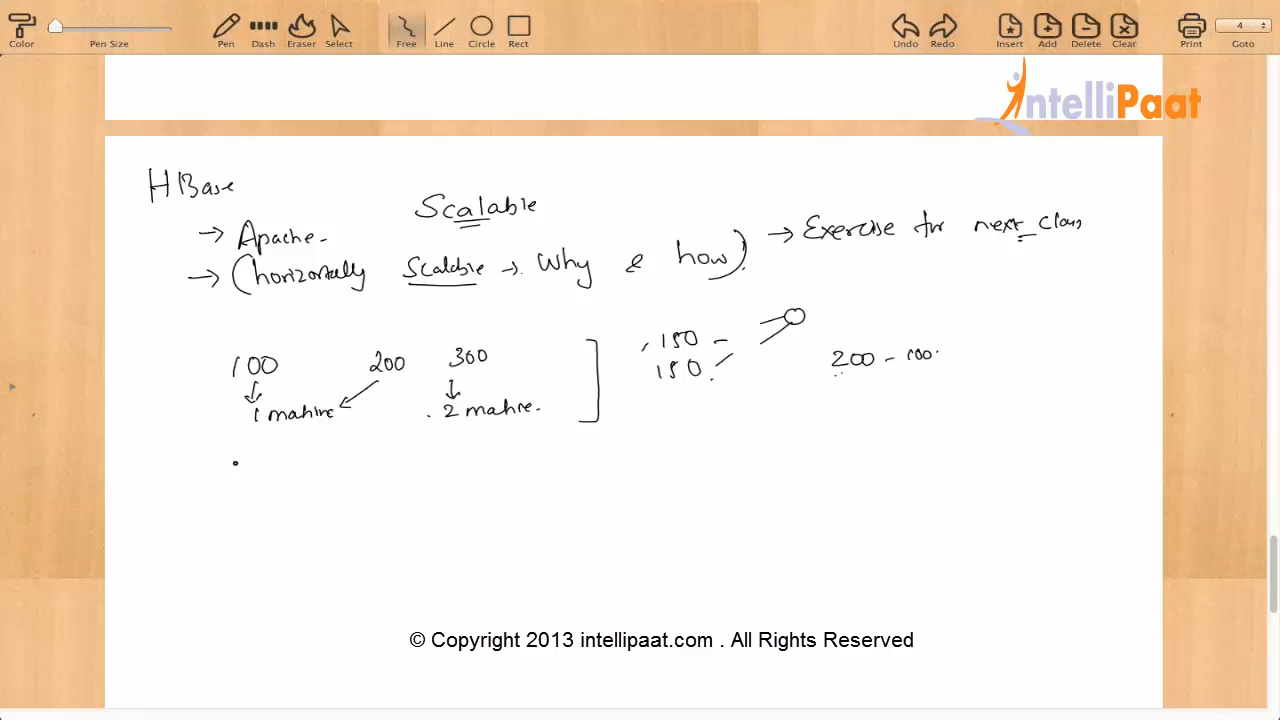 Color Pen Size Pen Dash Eraser Select Free Line Circle Rect Undo Redo Insert Add Delete Clear Print 4 Goto
IntelliPaat
HBase
Scalable
→ Apache.
→ (horizontally Scalable → Why & how) → Exercise for next class
100 200 300 150 200 - 100
1 mahine 2 mahne. 150
© Copyright 2013 intellipaat.com . All Rights Reserved